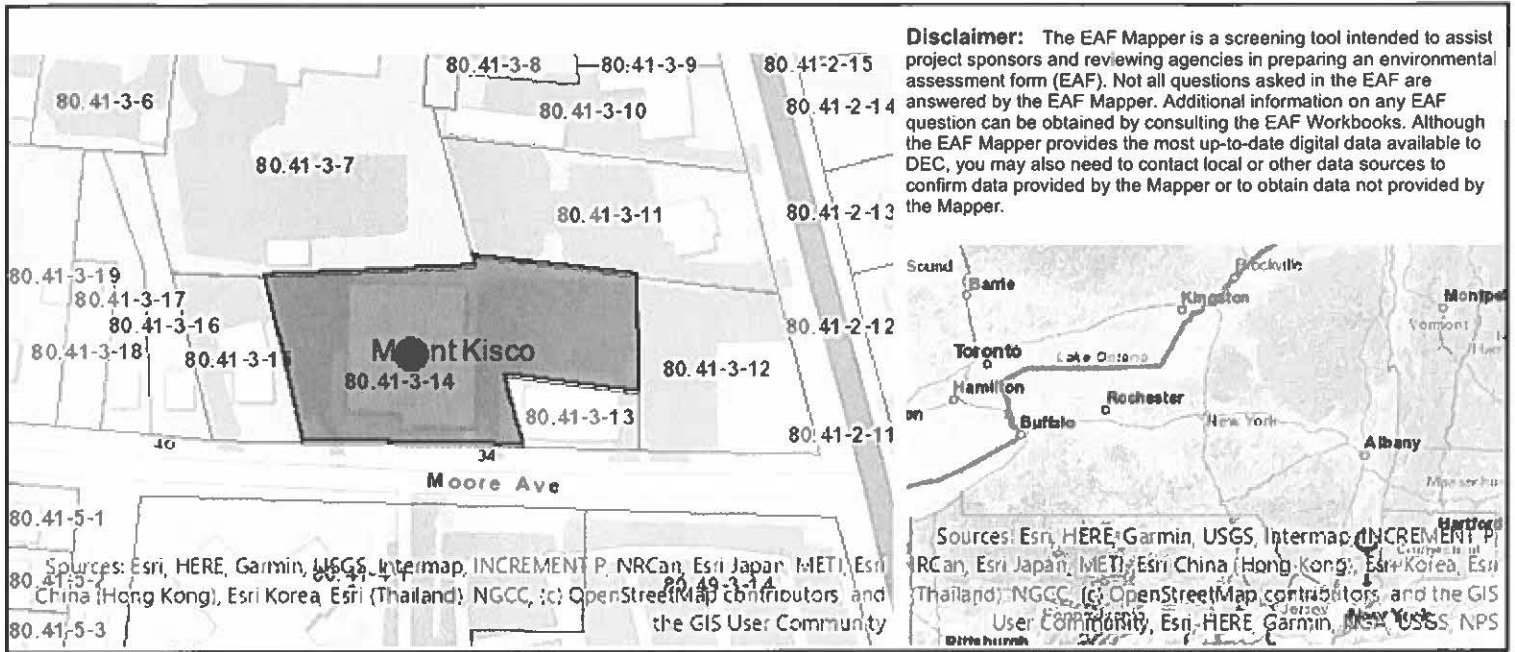 Disclaimer: The EAF Mapper is a screening tool intended to assist
project sponsors and reviewing agencies in preparing an environmental
assessment form (EAF). Not all questions asked in the EAF are
answered by the EAF Mapper. Additional information on any EAF
question can be obtained by consulting the EAF Workbooks. Although
the EAF Mapper provides the most up-to-date digital data available to
DEC, you may also need to contact local or other data sources to
confirm data provided by the Mapper or to obtain data not provided by
the Mapper.
80.41-3-8
80.41-3-9
80.41-2-15
80.41-3-6
80.41-3-10
80.41-2-14
80.41-3-7
80.41-3-11
80.41-2-13
80.41-3-19
80.41-3-17
80.41-3-16
80.41-3-18
Kisco
80.41-3-14
80.41-3-12
80.41-2-12
80.41-3-13
80.41-2-11
40
34
Moore Ave
80.41-5-1
80.41-5-3
Sources: Esri, HERE, Garmin, USGS, Intermap, INCREMENT P, NRCan, Esri Japan, METI, Esri
China (Hong Kong), Esri Korea, Esri (Thailand), NGCC, (c) OpenStreetMap contributors, and
the GIS User Community
Sound
Barrie
Brockville
Kingston
Vermont
Toronto
Lake Ontario
Hamilton
Rochester
Buffalo
New York
Albany
Hartford
Sources: Esri, HERE, Garmin, USGS, Intermap, INCREMENT P,
RCan, Esri Japan, METI, Esri China (Hong Kong), Esri Korea, Esri
(Thailand), NGCC, (c) OpenStreetMap contributors, and the GIS
User Community, Esri, HERE, Garmin, USGS, NPS
Jersey
New York
Pittsburgh